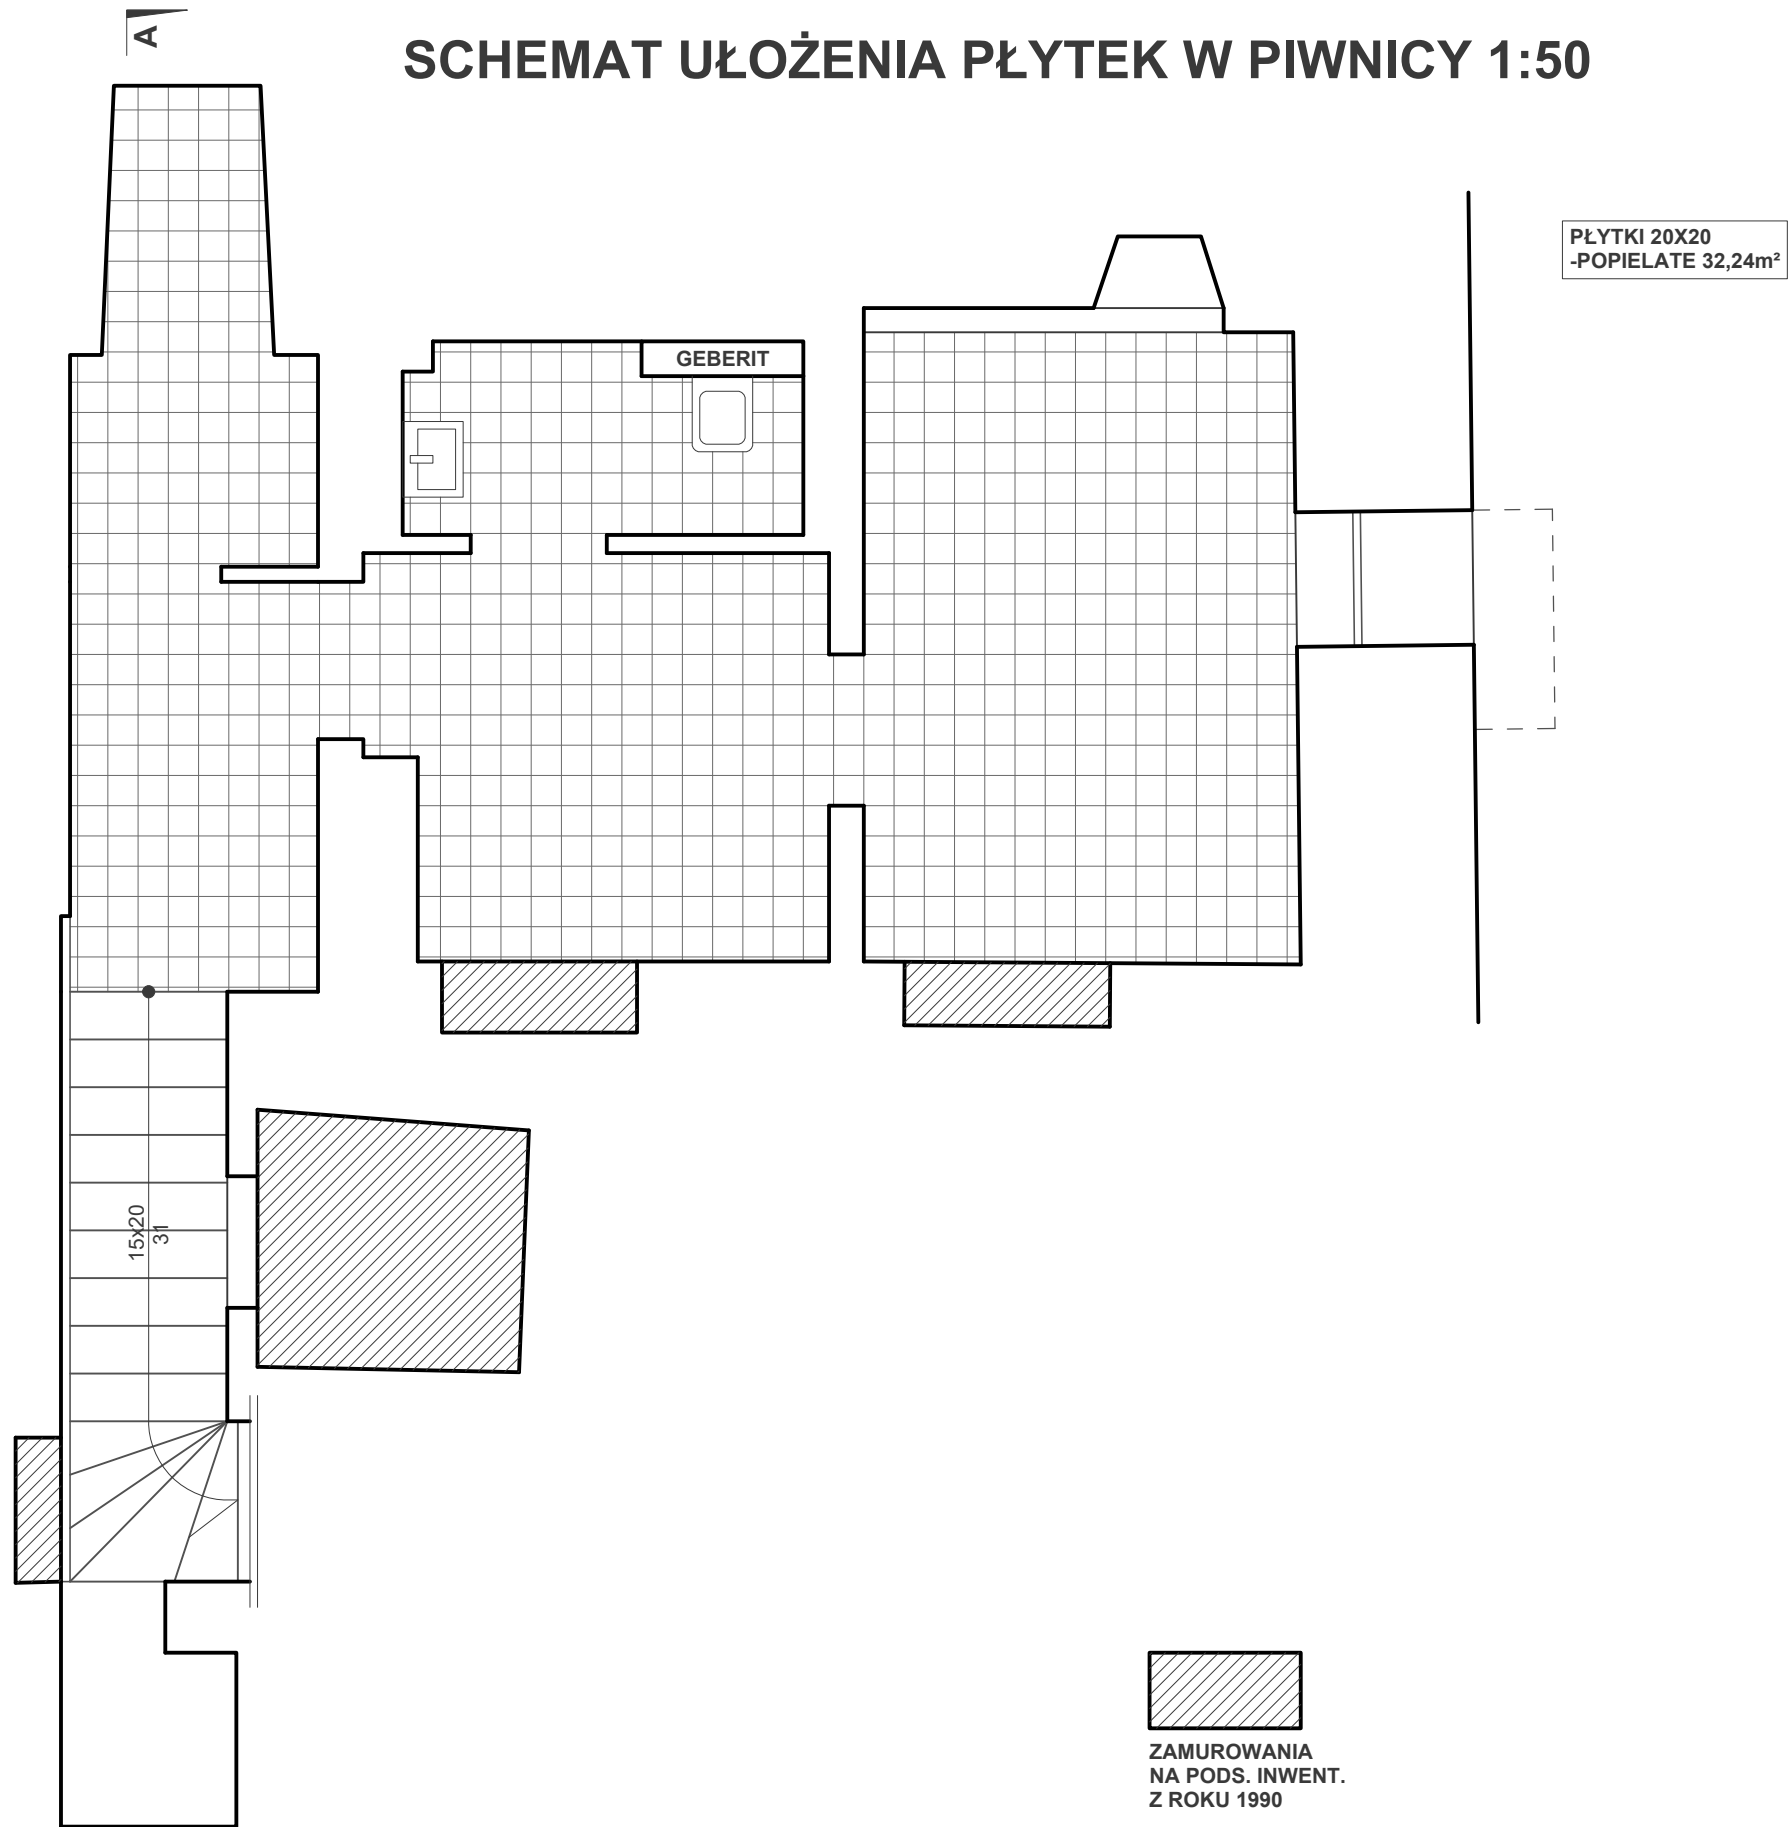 A
SCHEMAT UŁOŻENIA PŁYTEK W PIWNICY 1:50
PŁYTKI 20X20
-POPIELATE 32,24m²
GEBERIT
15x20
31
ZAMUROWANIA
NA PODS. INWENT.
Z ROKU 1990